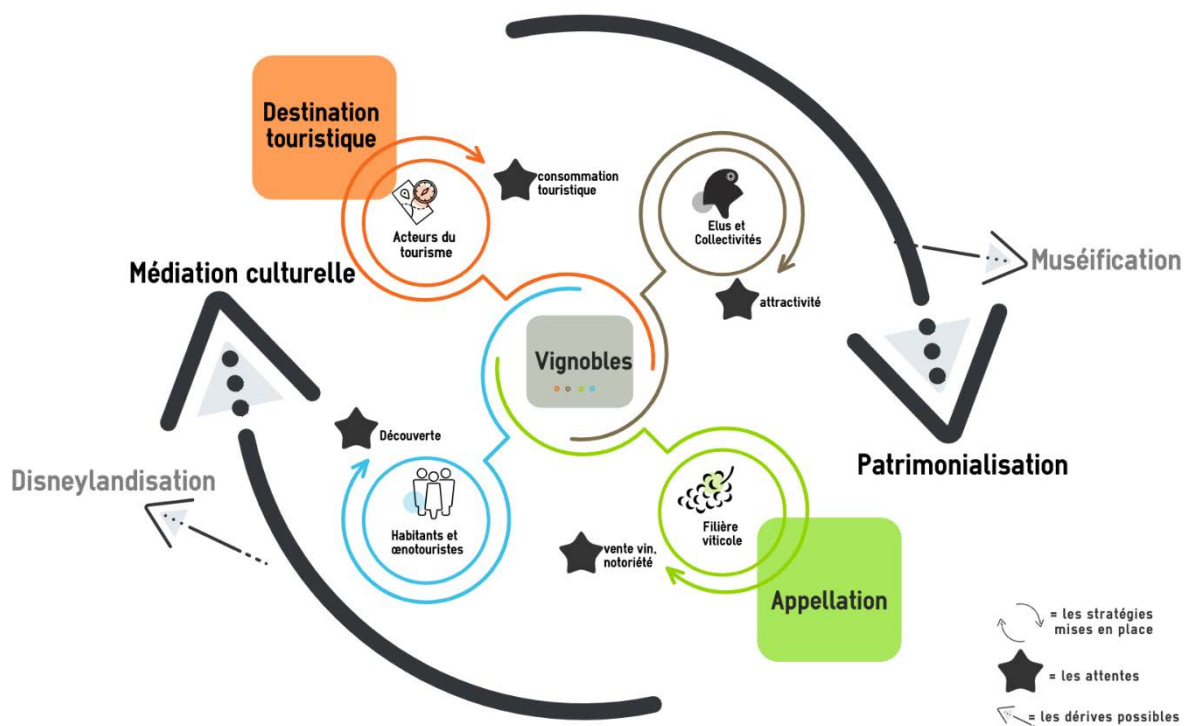 Destination
touristique
consommation
touristique
Acteurs du
tourisme
Elus et
Collectivités
Médiation culturelle
Muséification
attractivité
Vignobles
Découverte
Patrimonialisation
Disneylandisation
Habitants et
œnotouristes
Filière
viticole
vente vin,
notoriété
Appellation
= les stratégies
mises en place
= les attentes
= les dérives possibles